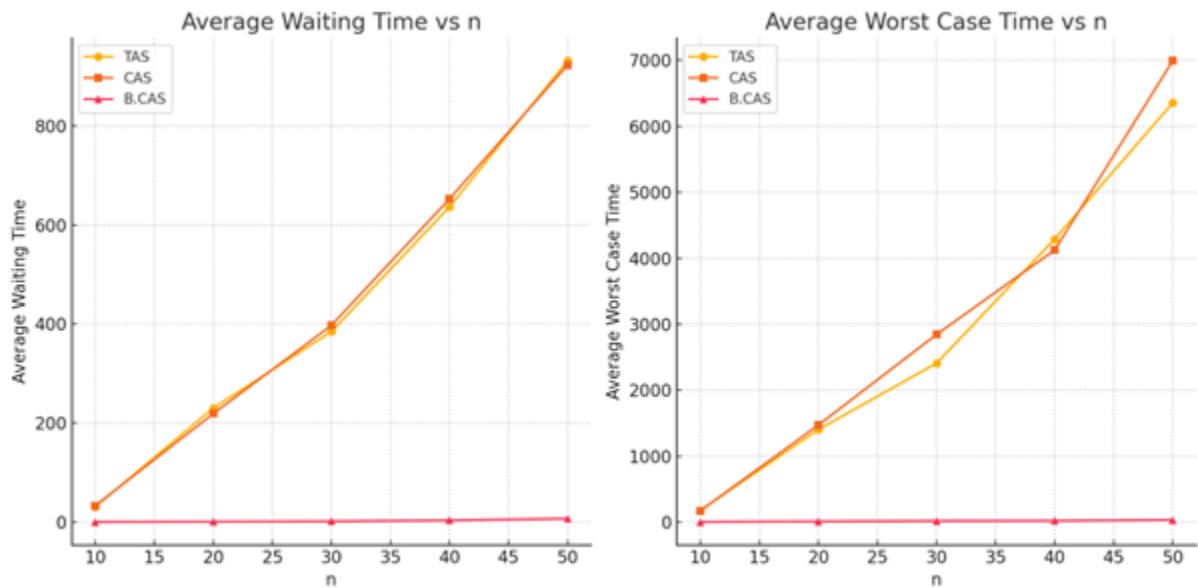 Average Waiting Time vs n
TAS
CAS
B.CAS
800
600
400
200
0
Average Waiting Time
10 15 20 25 30 35 40 45 50
n
Average Worst Case Time vs n
TAS
CAS
B.CAS
7000
6000
5000
4000
3000
2000
1000
0
Average Worst Case Time
10 15 20 25 30 35 40 45 50
n